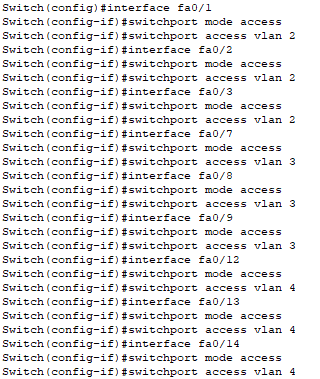 Switch(config)#interface fa0/1
Switch(config-if)#switchport mode access
Switch(config-if)#switchport access vlan 2
Switch(config-if)#interface fa0/2
Switch(config-if)#switchport mode access
Switch(config-if)#switchport access vlan 2
Switch(config-if)#interface fa0/3
Switch(config-if)#switchport mode access
Switch(config-if)#switchport access vlan 2
Switch(config-if)#interface fa0/7
Switch(config-if)#switchport mode access
Switch(config-if)#switchport access vlan 3
Switch(config-if)#interface fa0/8
Switch(config-if)#switchport mode access
Switch(config-if)#switchport access vlan 3
Switch(config-if)#interface fa0/9
Switch(config-if)#switchport mode access
Switch(config-if)#switchport access vlan 3
Switch(config-if)#interface fa0/12
Switch(config-if)#switchport mode access
Switch(config-if)#switchport access vlan 4
Switch(config-if)#interface fa0/13
Switch(config-if)#switchport mode access
Switch(config-if)#switchport access vlan 4
Switch(config-if)#interface fa0/14
Switch(config-if)#switchport mode access
Switch(config-if)#switchport access vlan 4